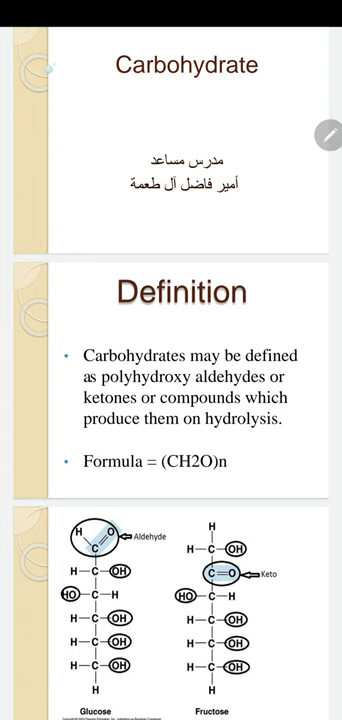 Carbohydrate
مدرس مساعد
أمير فاضل آل طعمة
Definition
• Carbohydrates may be defined
as polyhydroxy aldehydes or
ketones or compounds which
produce them on hydrolysis.
• Formula = (CH2O)n
H O
Aldehyde
C
H—C—OH
HO—C—H
H—C—OH
H—C—OH
H—C—OH
H
Glucose
H
H—C—OH
C=O
Keto
HO—C—H
H—C—OH
H—C—OH
H—C—OH
H
Fructose